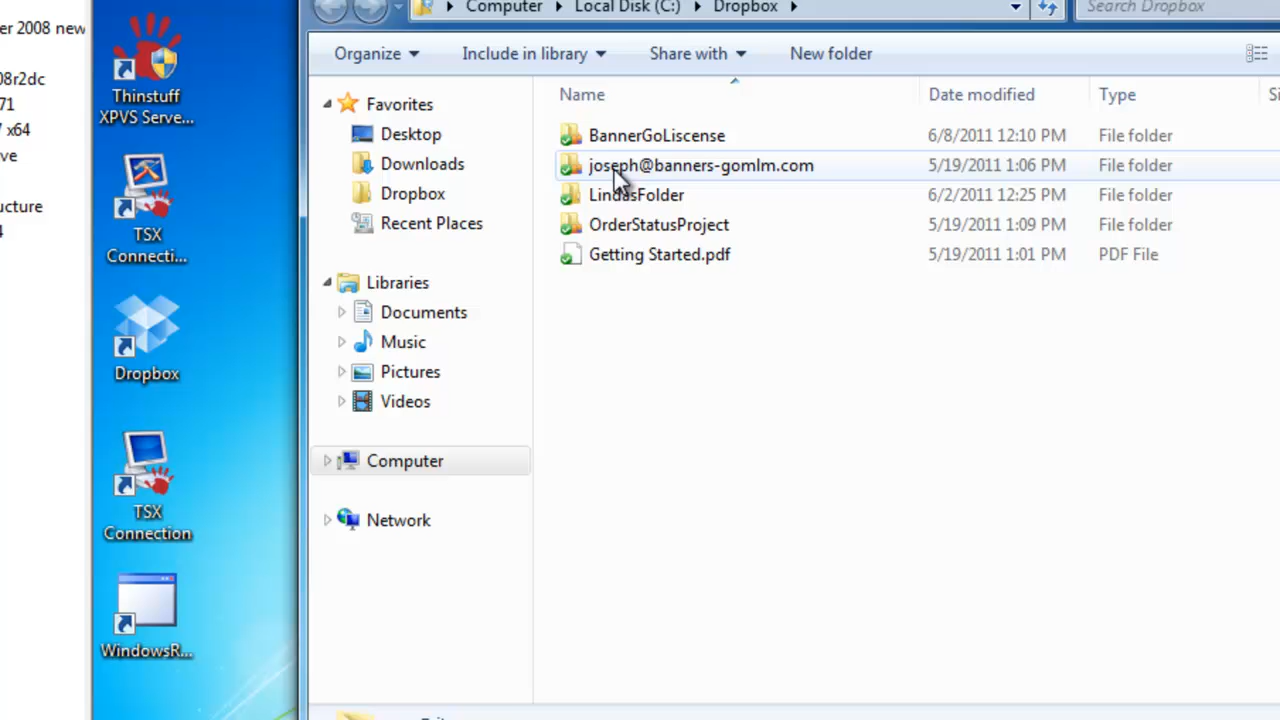 er 2008 new
08r2dc
71
x64
ve
ucture
4
Thinstuff
XPVS Serve...
TSX
Connecti...
Dropbox
TSX
Connection
WindowsR...
Computer Local Disk (C:) Dropbox Search Dropbox
Organize Include in library Share with New folder
Favorites
Desktop
Downloads
Dropbox
Recent Places
Libraries
Documents
Music
Pictures
Videos
Computer
Network
Name Date modified Type Si
BannerGoLiscense 6/8/2011 12:10 PM File folder
joseph@banners-gomlm.com 5/19/2011 1:06 PM File folder
LindasFolder 6/2/2011 12:25 PM File folder
OrderStatusProject 5/19/2011 1:09 PM File folder
Getting Started.pdf 5/19/2011 1:01 PM PDF File